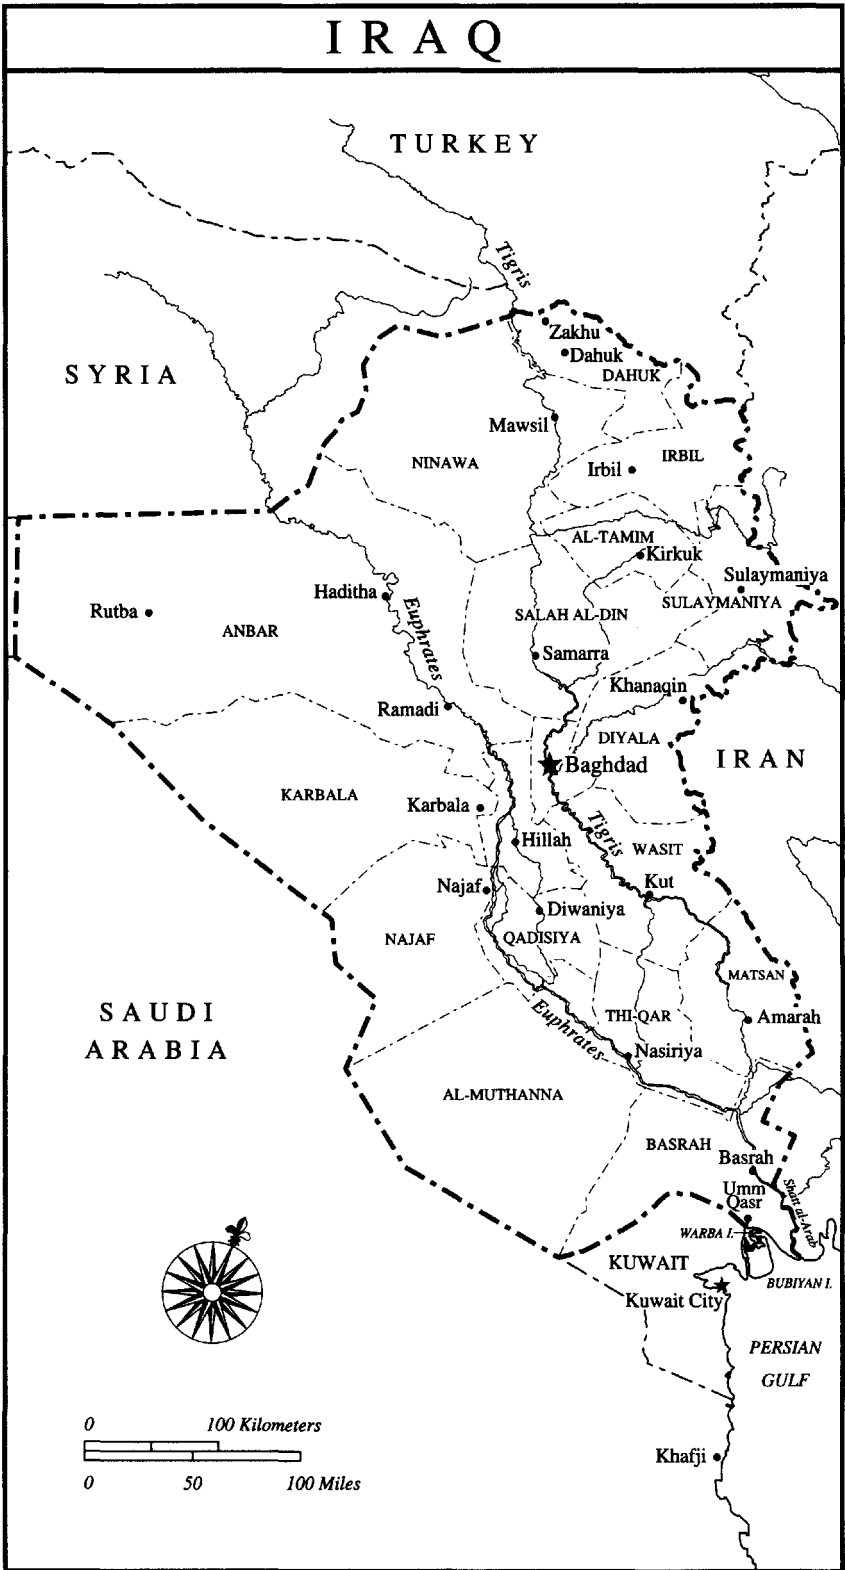 IRAQ
TURKEY
Tigris
Zakhu
Dahuk
DAHUK
SYRIA
Mawsil
NINAWA
IRBIL
Irbil
AL-TAMIM
Kirkuk
Sulaymaniya
SULAYMANIYA
Haditha
Euphrates
Rutba
ANBAR
SALAH AL-DIN
Samarra
Khanaqin
Ramadi
DIYALA
IRAN
Baghdad
KARBALA
Karbala
Tigris
Hillah
WASIT
Najaf
Kut
Diwaniya
NAJAF
QADISIYA
MATSAN
SAUDI
ARABIA
Euphrates
THI-QAR
Amarah
Nasiriya
AL-MUTHANNA
BASRAH
Basrah
Umm
Qasr
Shatt al-Arab
WARBA I.
KUWAIT
BUBIYAN I.
Kuwait City
PERSIAN
GULF
0 100 Kilometers
Khafji
0 50 100 Miles